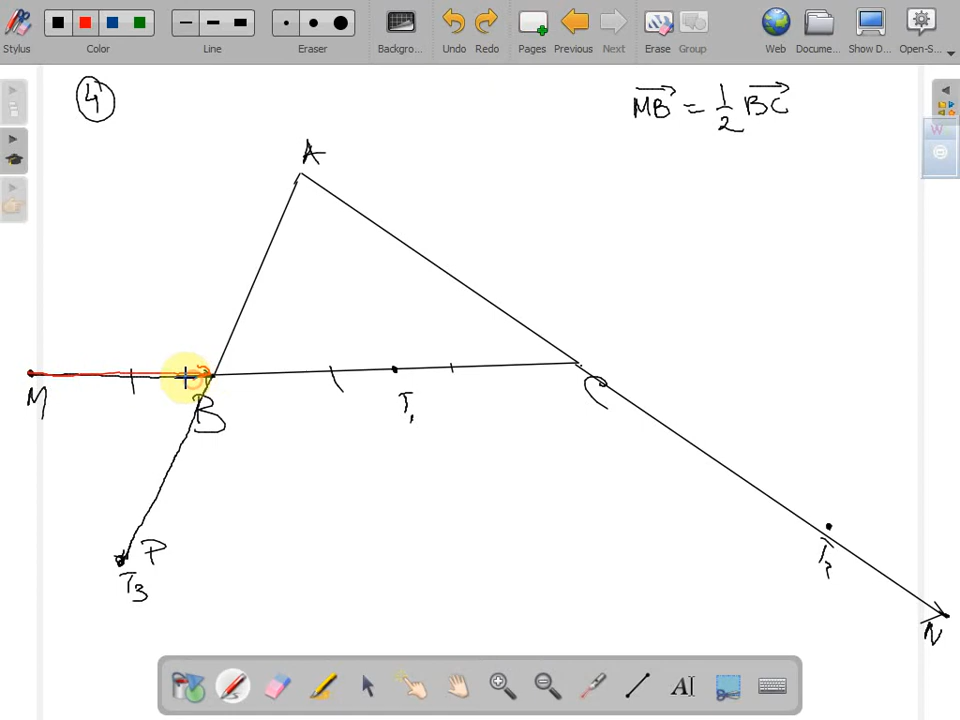 Stylus
Color
Line
Eraser
Backgro...
Undo
Redo
Pages
Previous
Next
Erase
Group
Web
Docume...
Show D...
Open-S...
4
MB = 1/2 BC
A
M
B
T₁
C
P
T₃
N
W
A